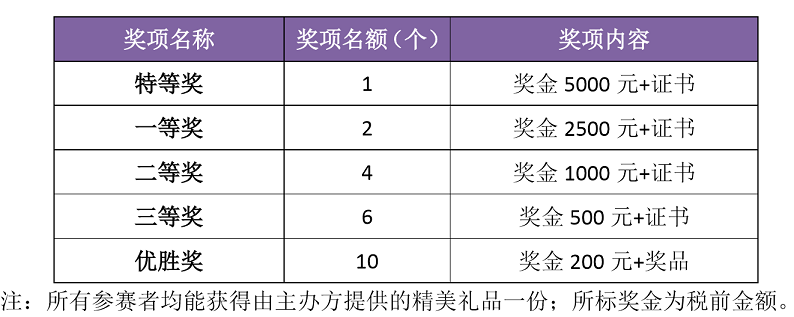 奖项名称 奖项名额（个） 奖项内容
特等奖 1 奖金 5000 元+证书
一等奖 2 奖金 2500 元+证书
二等奖 4 奖金 1000 元+证书
三等奖 6 奖金 500 元+证书
优胜奖 10 奖金 200 元+奖品
注：所有参赛者均能获得由主办方提供的精美礼品一份；所标奖金为税前金额。